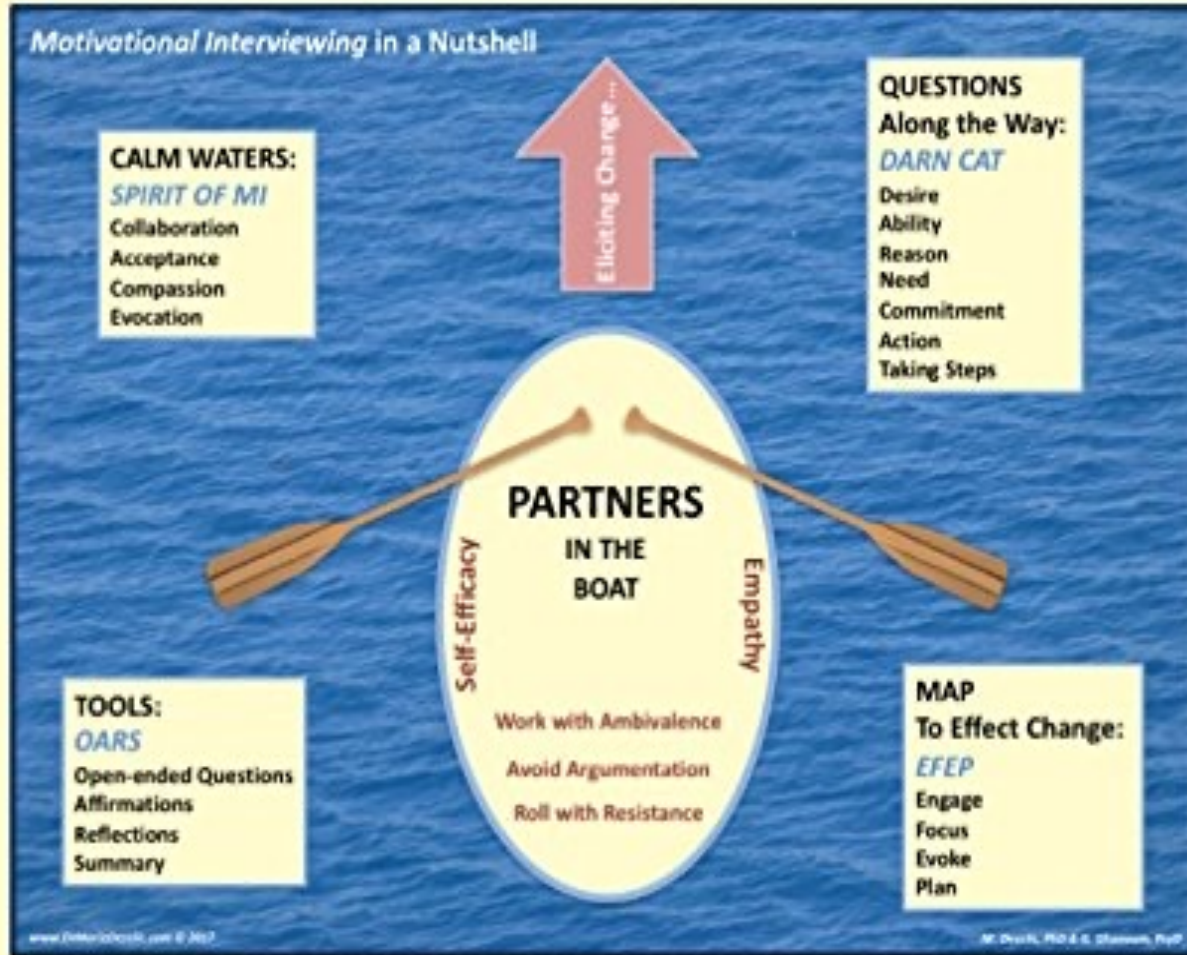 Motivational Interviewing in a Nutshell
Eliciting Change...
CALM WATERS:
SPIRIT OF MI
Collaboration
Acceptance
Compassion
Evocation
QUESTIONS
Along the Way:
DARN CAT
Desire
Ability
Reason
Need
Commitment
Action
Taking Steps
PARTNERS
IN THE
BOAT
Self-Efficacy
Empathy
Work with Ambivalence
Avoid Argumentation
Roll with Resistance
TOOLS:
OARS
Open-ended Questions
Affirmations
Reflections
Summary
MAP
To Effect Change:
EFEP
Engage
Focus
Evoke
Plan
© 2017